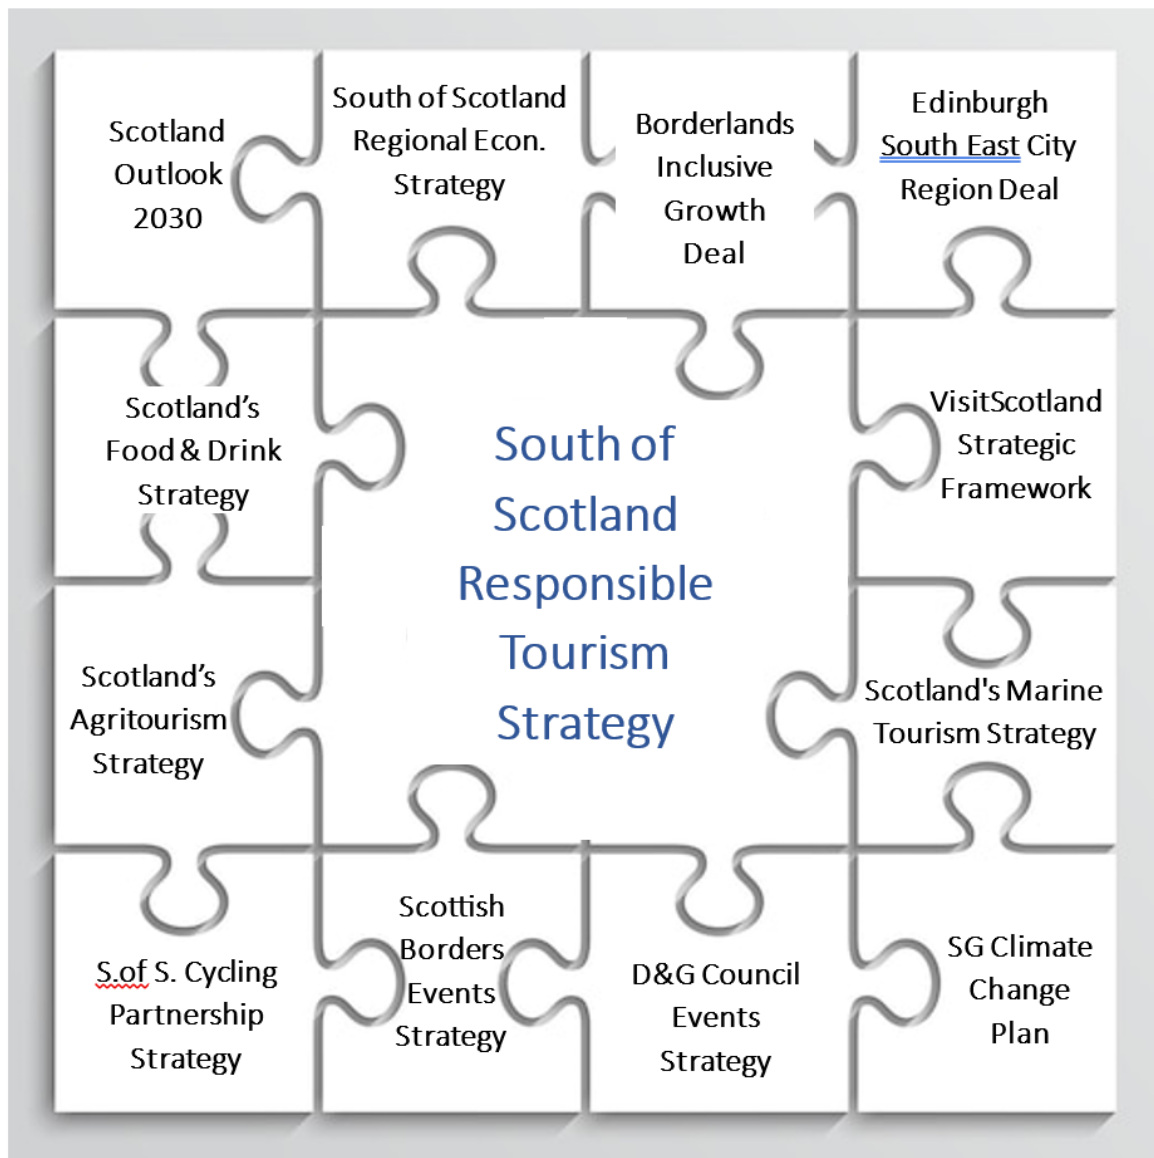 Scotland
Outlook
2030
South of Scotland
Regional Econ.
Strategy
Borderlands
Inclusive
Growth
Deal
Edinburgh
South East City
Region Deal
Scotland’s
Food & Drink
Strategy
South of
Scotland
Responsible
Tourism
Strategy
VisitScotland
Strategic
Framework
Scotland’s
Agritourism
Strategy
Scotland's Marine
Tourism Strategy
S.of S. Cycling
Partnership
Strategy
Scottish
Borders
Events
Strategy
D&G Council
Events
Strategy
SG Climate
Change
Plan